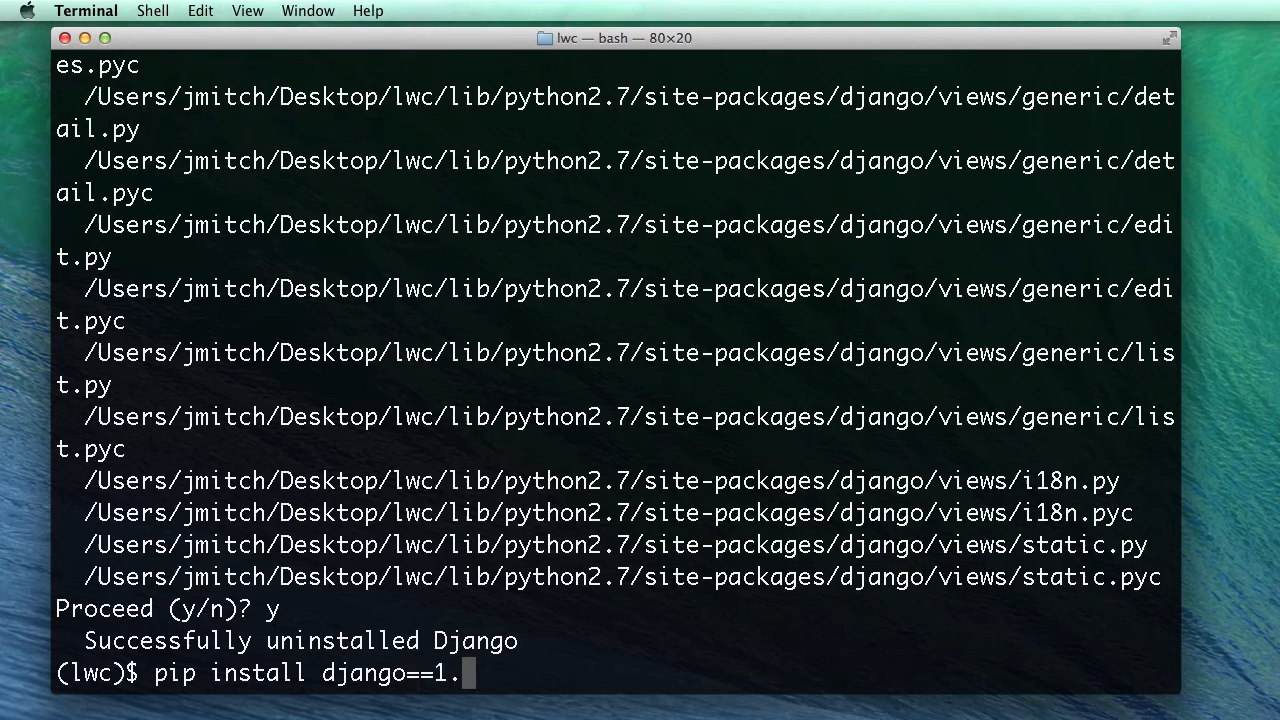 Terminal Shell Edit View Window Help
lwc — bash — 80×20
es.pyc
/Users/jmitch/Desktop/lwc/lib/python2.7/site-packages/django/views/generic/det
ail.py
/Users/jmitch/Desktop/lwc/lib/python2.7/site-packages/django/views/generic/det
ail.pyc
/Users/jmitch/Desktop/lwc/lib/python2.7/site-packages/django/views/generic/edi
t.py
/Users/jmitch/Desktop/lwc/lib/python2.7/site-packages/django/views/generic/edi
t.pyc
/Users/jmitch/Desktop/lwc/lib/python2.7/site-packages/django/views/generic/lis
t.py
/Users/jmitch/Desktop/lwc/lib/python2.7/site-packages/django/views/generic/lis
t.pyc
/Users/jmitch/Desktop/lwc/lib/python2.7/site-packages/django/views/i18n.py
/Users/jmitch/Desktop/lwc/lib/python2.7/site-packages/django/views/i18n.pyc
/Users/jmitch/Desktop/lwc/lib/python2.7/site-packages/django/views/static.py
/Users/jmitch/Desktop/lwc/lib/python2.7/site-packages/django/views/static.pyc
Proceed (y/n)? y
Successfully uninstalled Django
(lwc)$ pip install django==1.